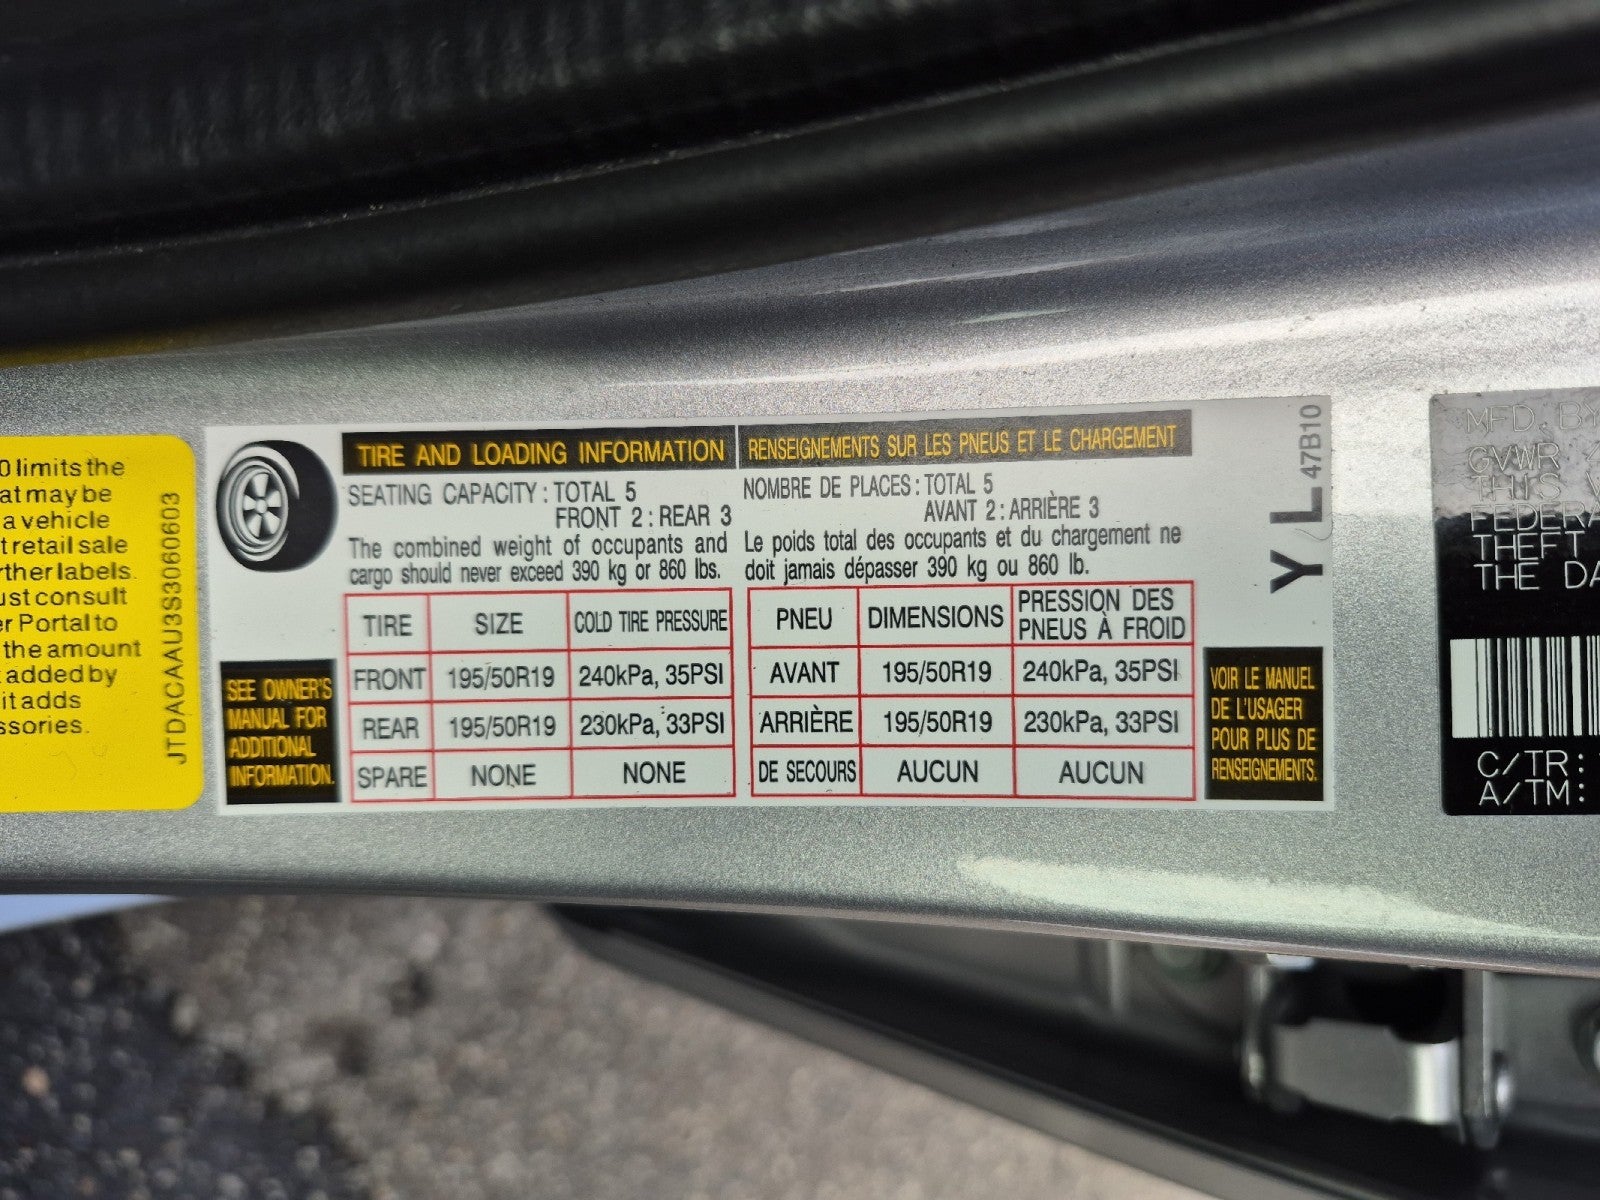 0 limits the
at may be
a vehicle
t retail sale
rther labels.
ust consult
er Portal to
the amount
added by
it adds
ssories.
JTDACAAU3S3060603
TIRE AND LOADING INFORMATION
SEATING CAPACITY : TOTAL 5
FRONT 2 : REAR 3
The combined weight of occupants and
cargo should never exceed 390 kg or 860 lbs.
TIRE SIZE COLD TIRE PRESSURE
FRONT 195/50R19 240kPa, 35PSI
REAR 195/50R19 230kPa, 33PSI
SPARE NONE NONE
SEE OWNER'S
MANUAL FOR
ADDITIONAL
INFORMATION.
RENSEIGNEMENTS SUR LES PNEUS ET LE CHARGEMENT
NOMBRE DE PLACES : TOTAL 5
AVANT 2 : ARRIÈRE 3
Le poids total des occupants et du chargement ne
doit jamais dépasser 390 kg ou 860 lb.
PNEU DIMENSIONS PRESSION DES
PNEUS À FROID
AVANT 195/50R19 240kPa, 35PSI
ARRIÈRE 195/50R19 230kPa, 33PSI
DE SECOURS AUCUN AUCUN
VOIR LE MANUEL
DE L'USAGER
POUR PLUS DE
RENSEIGNEMENTS.
YL 47B10
MFD. BY
GVWR
THIS V
FEDERA
THEFT
THE DA
C/TR:
A/TM: